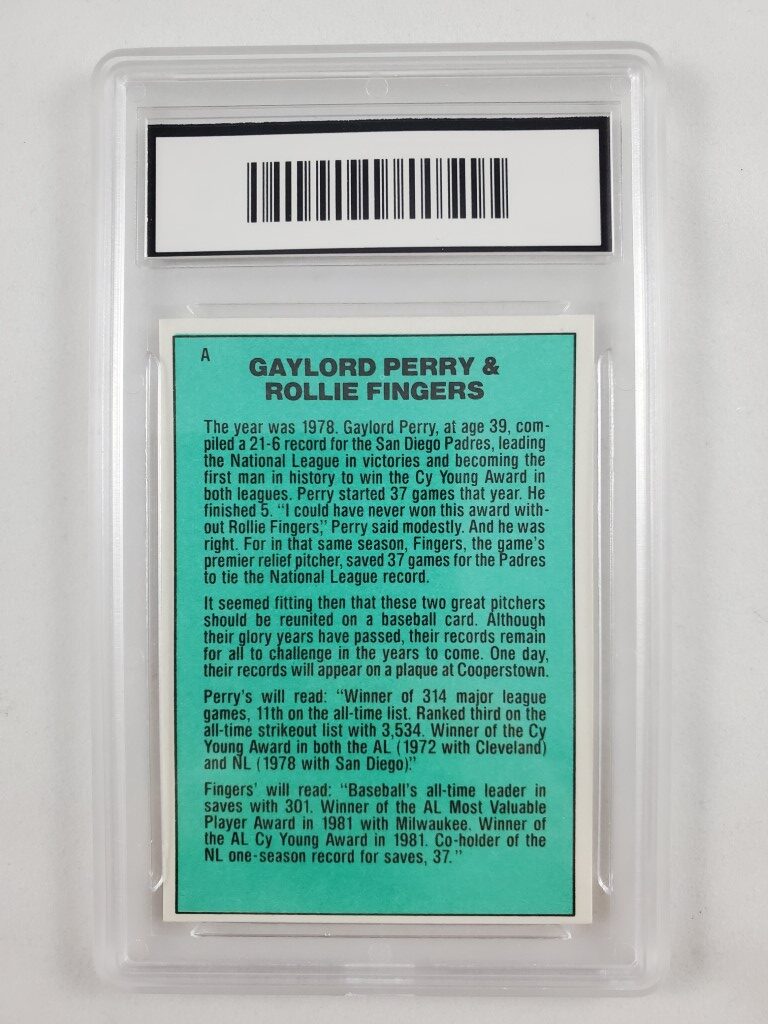 A
GAYLORD PERRY &
ROLLIE FINGERS
The year was 1978. Gaylord Perry, at age 39, com-
piled a 21-6 record for the San Diego Padres, leading
the National League in victories and becoming the
first man in history to win the Cy Young Award in
both leagues. Perry started 37 games that year. He
finished 5. "I could have never won this award with-
out Rollie Fingers," Perry said modestly. And he was
right. For in that same season, Fingers, the game's
premier relief pitcher, saved 37 games for the Padres
to tie the National League record.
It seemed fitting then that these two great pitchers
should be reunited on a baseball card. Although
their glory years have passed, their records remain
for all to challenge in the years to come. One day,
their records will appear on a plaque at Cooperstown.
Perry's will read: "Winner of 314 major league
games, 11th on the all-time list. Ranked third on the
all-time strikeout list with 3,534. Winner of the Cy
Young Award in both the AL (1972 with Cleveland)
and NL (1978 with San Diego)."
Fingers' will read: "Baseball's all-time leader in
saves with 301. Winner of the AL Most Valuable
Player Award in 1981 with Milwaukee. Winner of
the AL Cy Young Award in 1981. Co-holder of the
NL one-season record for saves, 37."